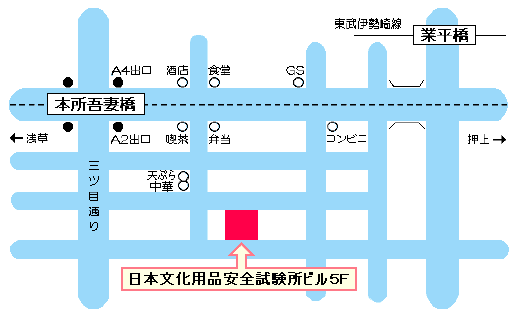 東武伊勢崎線
業平橋
A4出口
酒店
食堂
GS
本所吾妻橋
浅草
A2出口
喫茶
弁当
コンビニ
押上
三ツ目通り
天ぷら
中華
日本文化用品安全試験所ビル5F